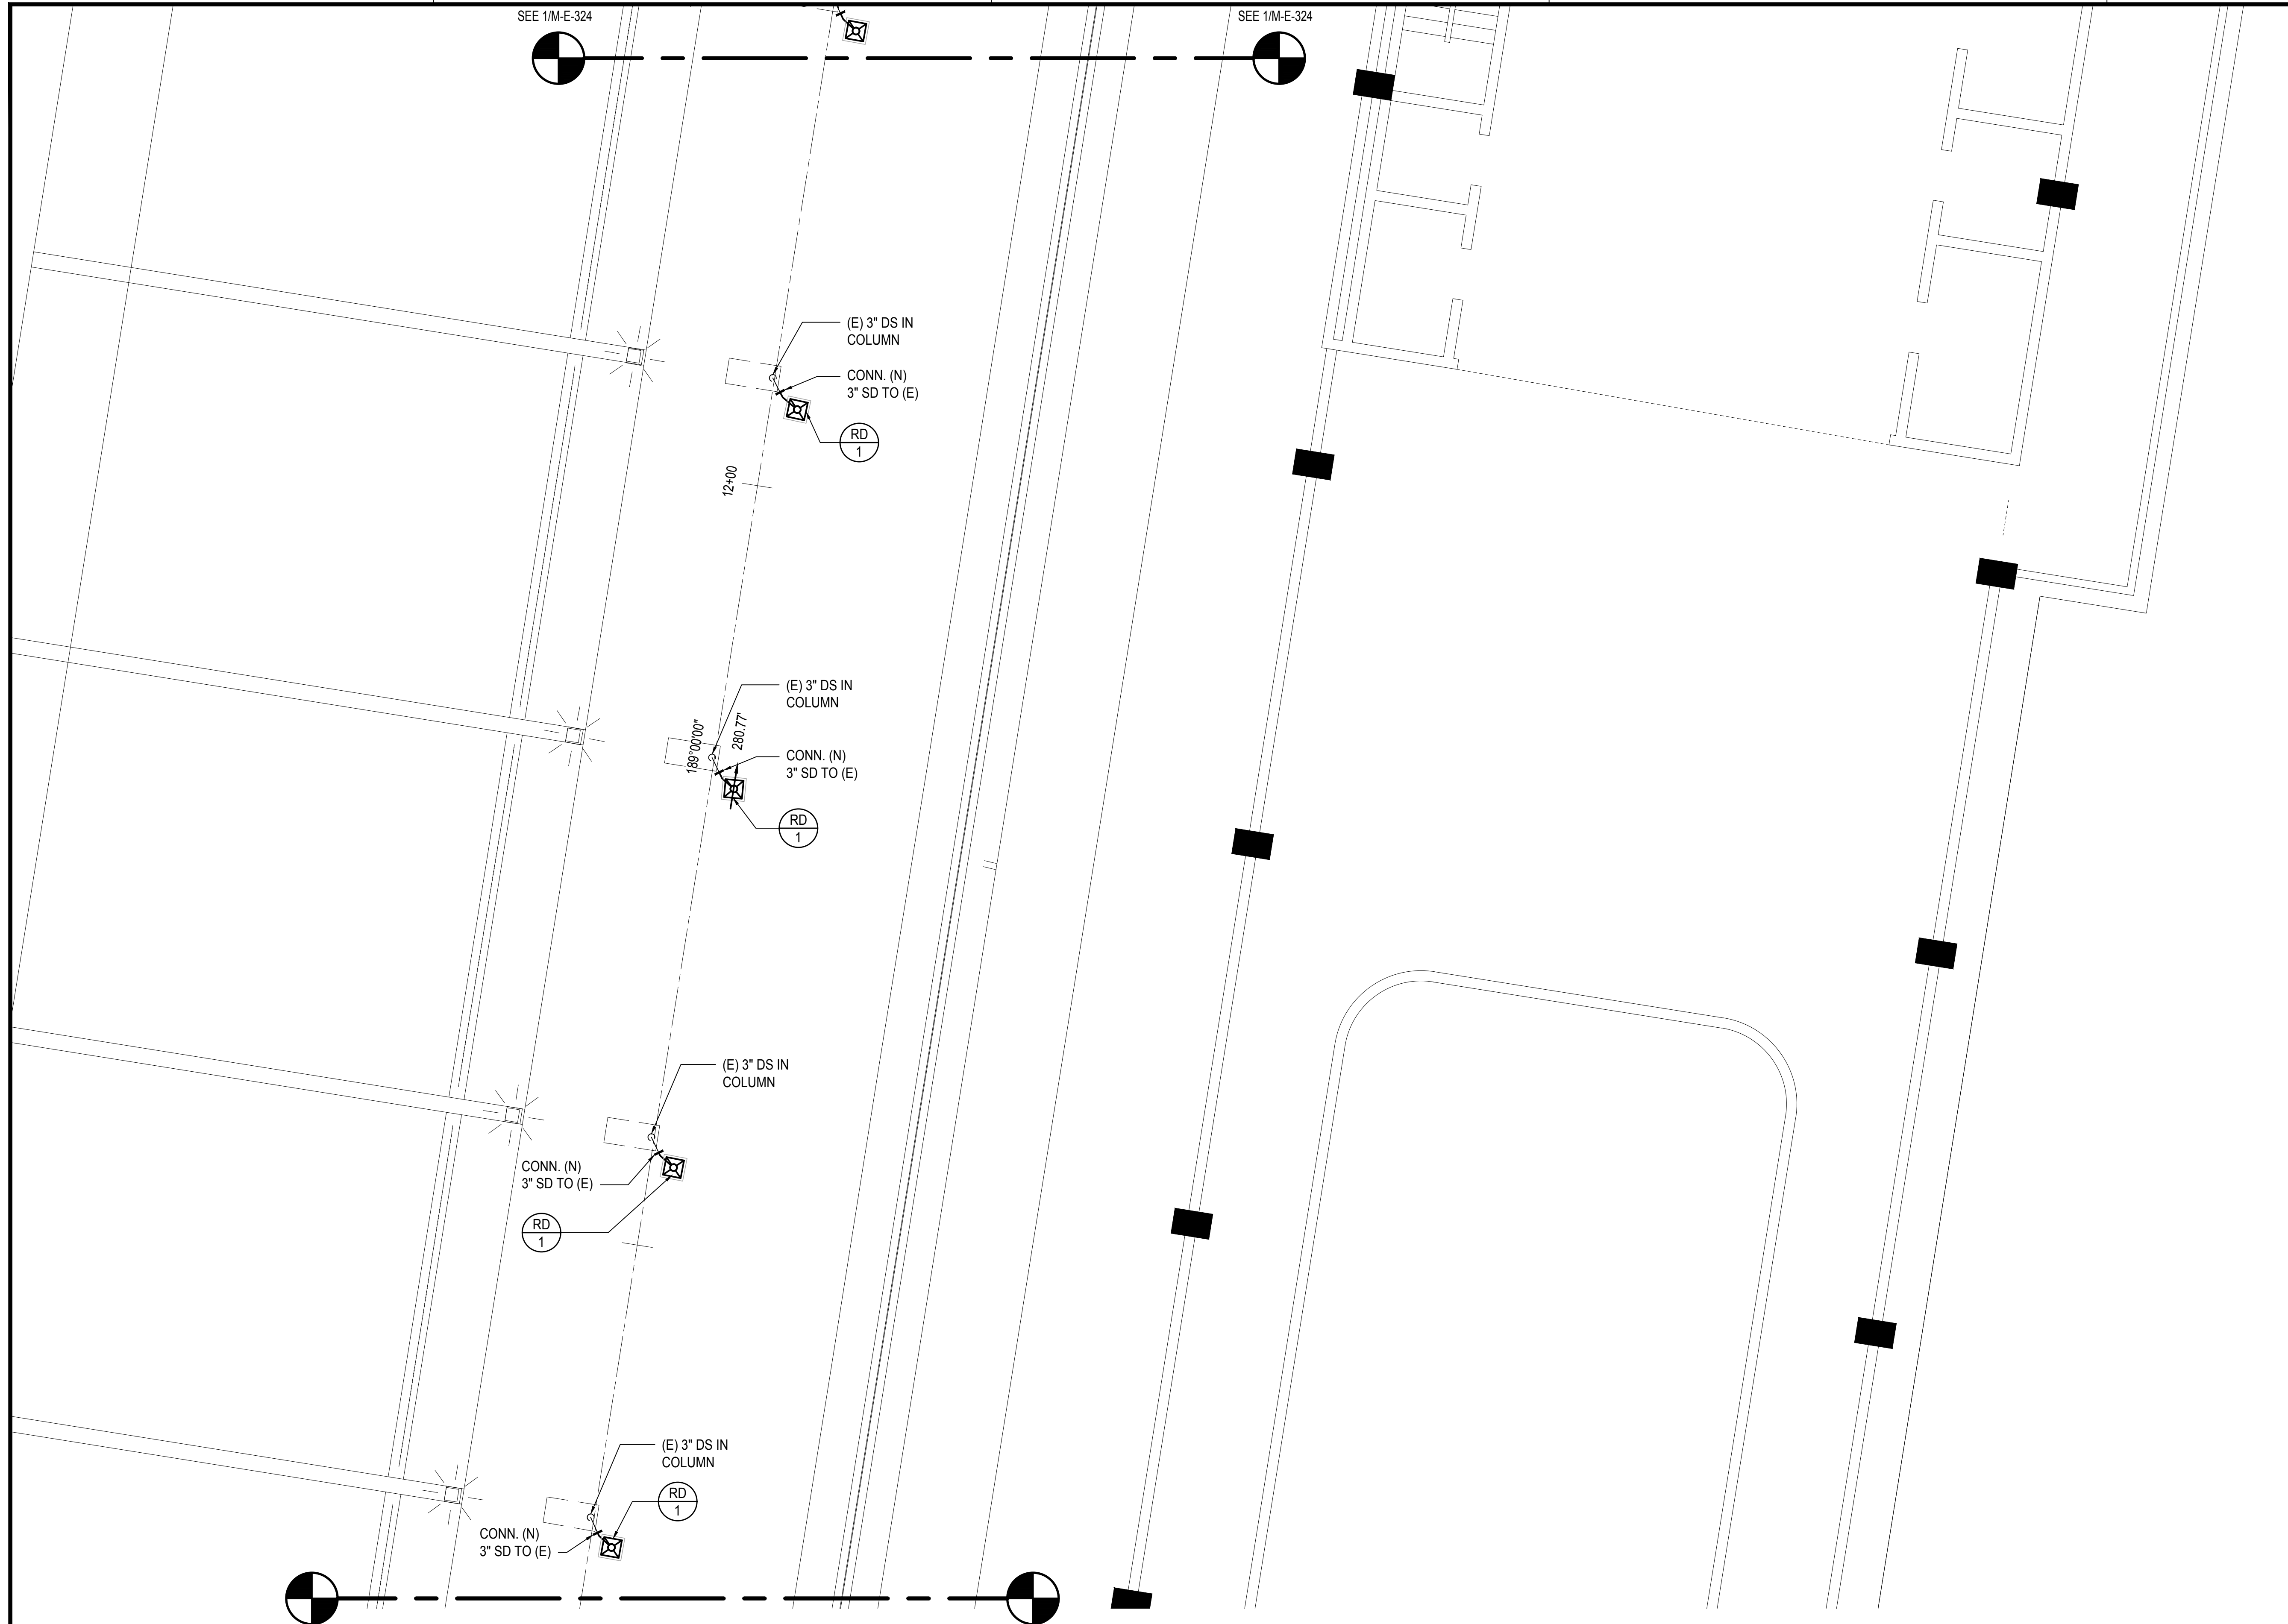 SEE 1/M-E-324
SEE 1/M-E-324
(E) 3" DS IN
COLUMN
CONN. (N)
3" SD TO (E)
RD
1
12+00
(E) 3" DS IN
COLUMN
189°00'00"
280.77'
CONN. (N)
3" SD TO (E)
RD
1
(E) 3" DS IN
COLUMN
CONN. (N)
3" SD TO (E)
RD
1
(E) 3" DS IN
COLUMN
RD
1
CONN. (N)
3" SD TO (E)